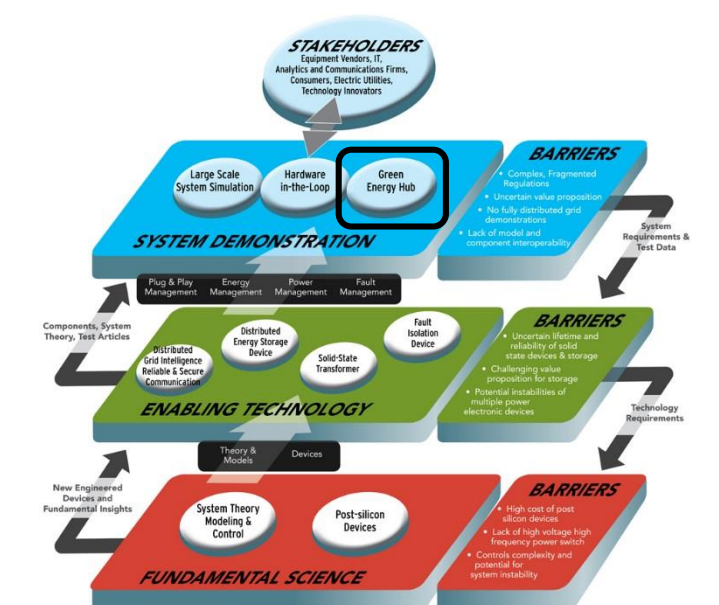 STAKEHOLDERS
Equipment Vendors, IT,
Analytics and Communications Firms,
Consumers, Electric Utilities,
Technology Innovators
Large Scale
System Simulation
Hardware
in-the-Loop
Green
Energy Hub
SYSTEM DEMONSTRATION
BARRIERS
• Complex, Fragmented
Regulations
• Uncertain value proposition
• No fully distributed grid
demonstrations
• Lack of model and
component interoperability
System
Requirements &
Test Data
Plug & Play
Management
Energy
Management
Power
Management
Fault
Management
Components, System
Theory, Test Articles
Distributed
Grid Intelligence
Reliable & Secure
Communication
Distributed
Energy Storage
Device
Solid-State
Transformer
Fault
Isolation
Device
ENABLING TECHNOLOGY
BARRIERS
• Uncertain lifetime and
reliability of solid
state devices & storage
• Challenging value
proposition for storage
• Potential instabilities of
multiple power
electronic devices
Technology
Requirements
Theory &
Models
Devices
New Engineered
Devices and
Fundamental Insights
System Theory
Modeling &
Control
Post-silicon
Devices
FUNDAMENTAL SCIENCE
BARRIERS
• High cost of post
silicon devices
• Lack of high voltage high
frequency power switch
• Controls complexity and
potential for
system instability